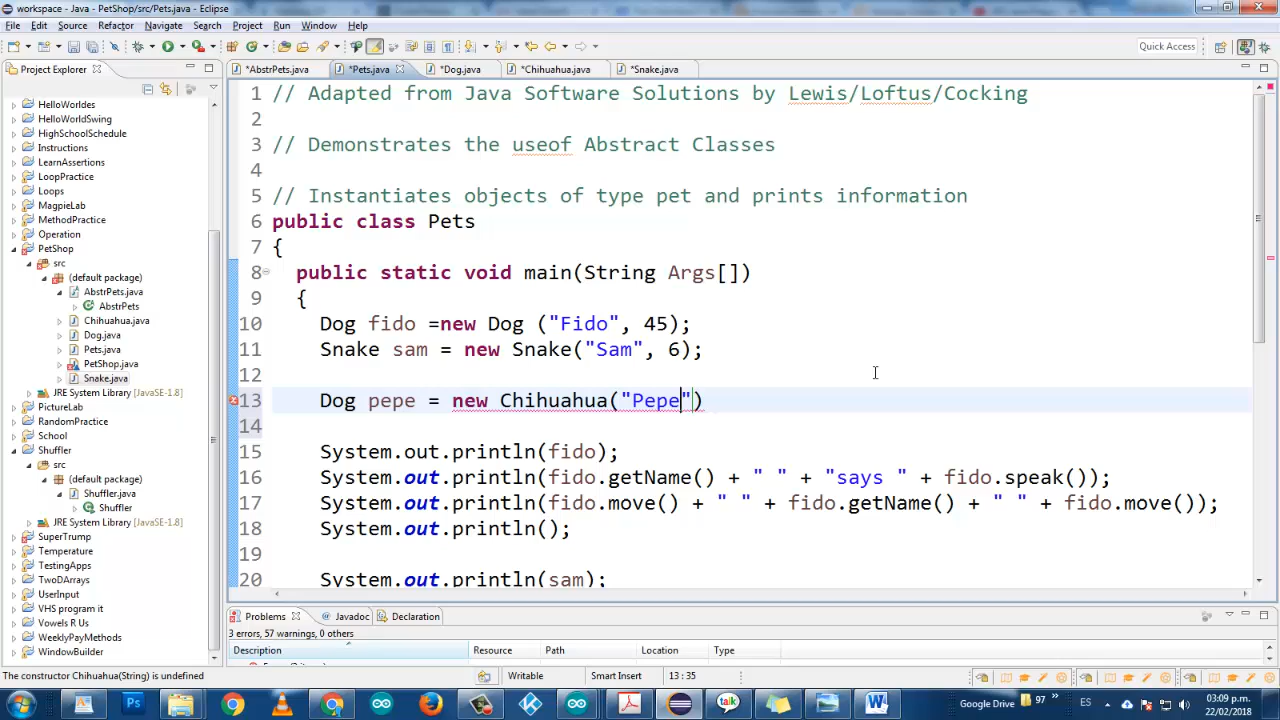 workspace - Java - PetShop/src/Pets.java - Eclipse
File Edit Source Refactor Navigate Search Project Run Window Help
Quick Access
Project Explorer
*AbstrPets.java *Pets.java *Dog.java *Chihuahua.java *Snake.java
HelloWorldes
HelloWorldSwing
HighSchoolSchedule
Instructions
LearnAssertions
LoopPractice
Loops
MagpieLab
MethodPractice
Operation
PetShop
src
(default package)
AbstrPets.java
AbstrPets
Chihuahua.java
Dog.java
Pets.java
PetShop.java
Snake.java
JRE System Library [JavaSE-1.8]
PictureLab
RandomPractice
School
Shuffler
src
(default package)
Shuffler.java
Shuffler
JRE System Library [JavaSE-1.8]
SuperTrump
Temperature
TestingApps
TwoDArrays
UserInput
VHS program it
Vowels R Us
WeeklyPayMethods
WindowBuilder
1 // Adapted from Java Software Solutions by Lewis/Loftus/Cocking
2
3 // Demonstrates the useof Abstract Classes
4
5 // Instantiates objects of type pet and prints information
6 public class Pets
7 {
8 public static void main(String Args[])
9 {
10 Dog fido =new Dog ("Fido", 45);
11 Snake sam = new Snake("Sam", 6);
12
13 Dog pepe = new Chihuahua("Pepe")
14
15 System.out.println(fido);
16 System.out.println(fido.getName() + " " + "says " + fido.speak());
17 System.out.println(fido.move() + " " + fido.getName() + " " + fido.move());
18 System.out.println();
19
20 System.out.println(sam);
Problems @ Javadoc Declaration
3 errors, 57 warnings, 0 others
Description Resource Path Location Type
The constructor Chihuahua(String) is undefined
Writable Smart Insert 13 : 35
Ps talk W
Google Drive 97 » ES
03:09 p.m.
22/02/2018